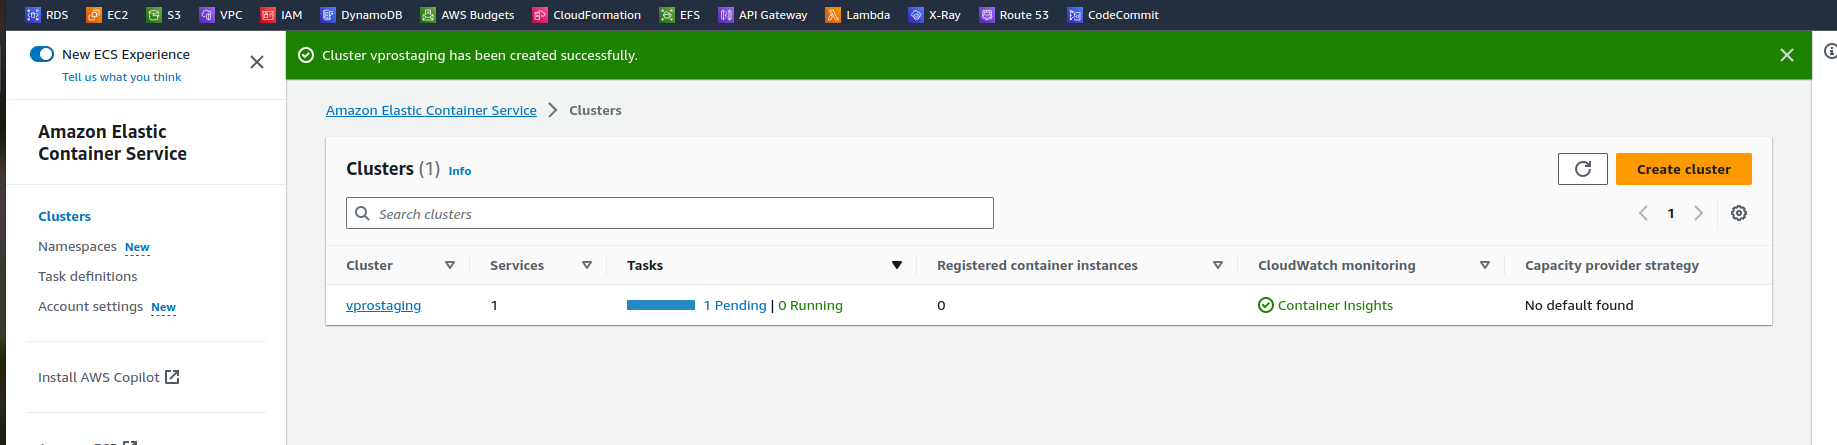 RDS EC2 S3 VPC IAM DynamoDB AWS Budgets CloudFormation EFS API Gateway Lambda X-Ray Route 53 CodeCommit
New ECS Experience
Tell us what you think
Cluster vprostaging has been created successfully.
Amazon Elastic
Container Service
Clusters
Namespaces New
Task definitions
Account settings New
Install AWS Copilot
Amazon Elastic Container Service > Clusters
Clusters (1) Info
Create cluster
Search clusters
1
Cluster Services Tasks Registered container instances CloudWatch monitoring Capacity provider strategy
vprostaging 1 1 Pending | 0 Running 0 Container Insights No default found